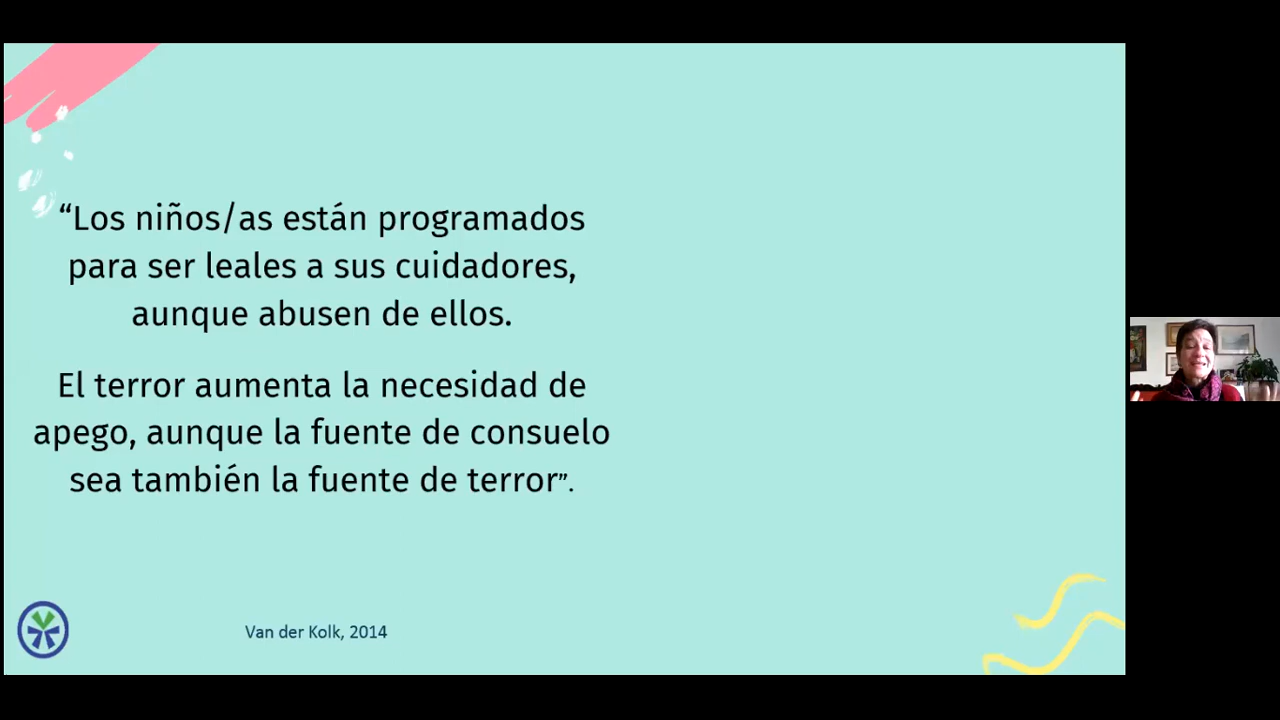 “Los niños/as están programados
para ser leales a sus cuidadores,
aunque abusen de ellos.
El terror aumenta la necesidad de
apego, aunque la fuente de consuelo
sea también la fuente de terror”.
Van der Kolk, 2014